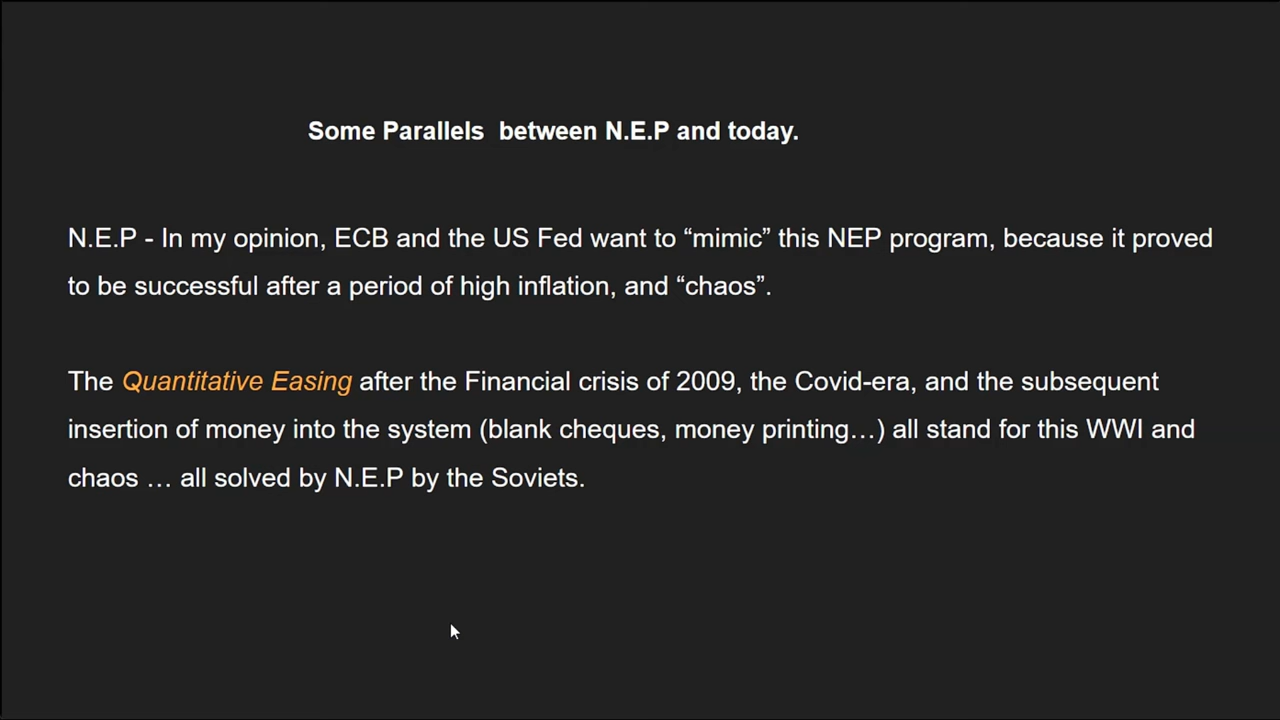 Some Parallels  between N.E.P and today.
N.E.P - In my opinion, ECB and the US Fed want to “mimic” this NEP program, because it proved
to be successful after a period of high inflation, and “chaos”.
The Quantitative Easing after the Financial crisis of 2009, the Covid-era, and the subsequent
insertion of money into the system (blank cheques, money printing…) all stand for this WWI and
chaos … all solved by N.E.P by the Soviets.